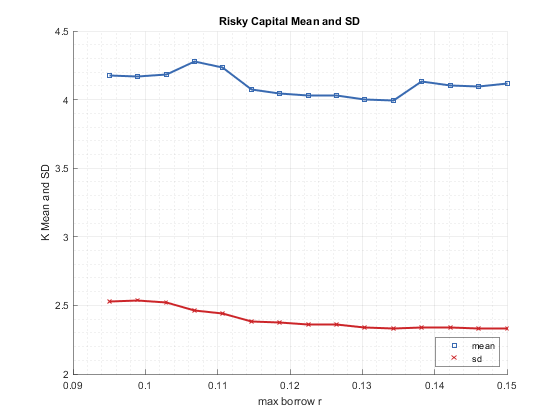 Risky Capital Mean and SD
4.5
4
3.5
3
2.5
2
K Mean and SD
0.09
0.1
0.11
0.12
0.13
0.14
0.15
max borrow r
mean
sd